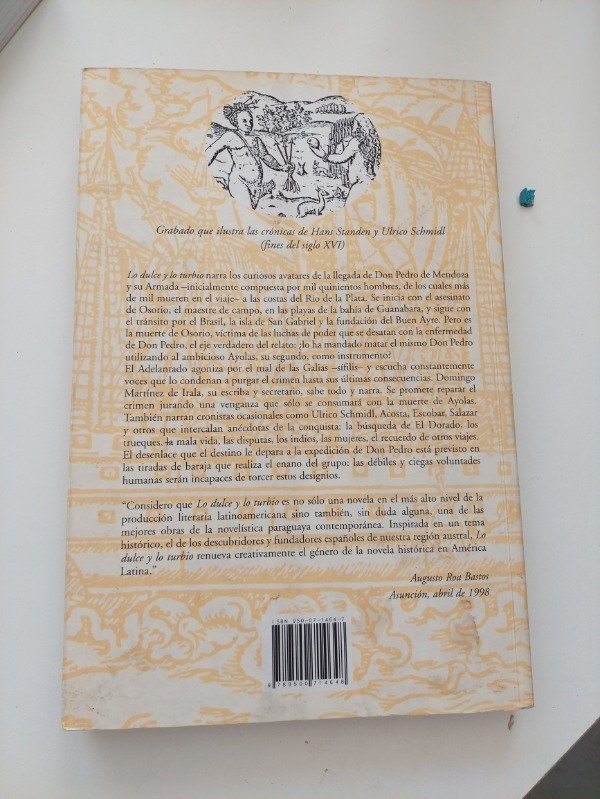 Grabado que ilustra las crónicas de Hans Standen y Ulrico Schmidl
(fines del siglo XVI)
Lo dulce y lo turbio narra los curiosos avatares de la llegada de Don Pedro de Mendoza
y su Armada –inicialmente compuesta por mil quinientos hombres, de los cuales más
de mil mueren en el viaje– a las costas del Río de la Plata. Se inicia con el asesinato
de Osorio, el maestre de campo, en las playas de la bahía de Guanabara, y sigue con
el tránsito por el Brasil, la isla de San Gabriel y la fundación del Buen Ayre. Pero es
la muerte de Osorio, víctima de las luchas de poder que se desatan con la enfermedad
de Don Pedro, el eje verdadero del relato: ¡lo ha mandado matar el mismo Don Pedro
utilizando al ambicioso Ayolas, su segundo, como instrumento!
El Adelantado agoniza por el mal de las Galias –sífilis– y escucha constantemente
voces que lo condenan a purgar el crimen hasta sus últimas consecuencias. Domingo
Martínez de Irala, su escriba y secretario, sabe todo y narra. Se promete reparar el
crimen jurando una venganza que sólo se consumará con la muerte de Ayolas.
También narran cronistas ocasionales como Ulrico Schmidl, Acosta, Escobar, Salazar
y otros que intercalan anécdotas de la conquista: la búsqueda de El Dorado, los
trueques, la mala vida, las disputas, los indios, las mujeres, el recuerdo de otros viajes.
El desenlace que el destino le depara a la expedición de Don Pedro está previsto en
las tiradas de baraja que realiza el enano del grupo: las débiles y ciegas voluntades
humanas serán incapaces de torcer estos designios.
"Considero que Lo dulce y lo turbio es no sólo una novela en el más alto nivel de la
producción literaria latinoamericana sino también, sin duda alguna, una de las
mejores obras de la novelística paraguaya contemporánea. Inspirada en un tema
histórico, el de los descubridores y fundadores españoles de nuestra región austral, Lo
dulce y lo turbio renueva creativamente el género de la novela histórica en América
Latina."
Augusto Roa Bastos
Asunción, abril de 1998
ISBN 950-07-1464-7
9 789500 714648